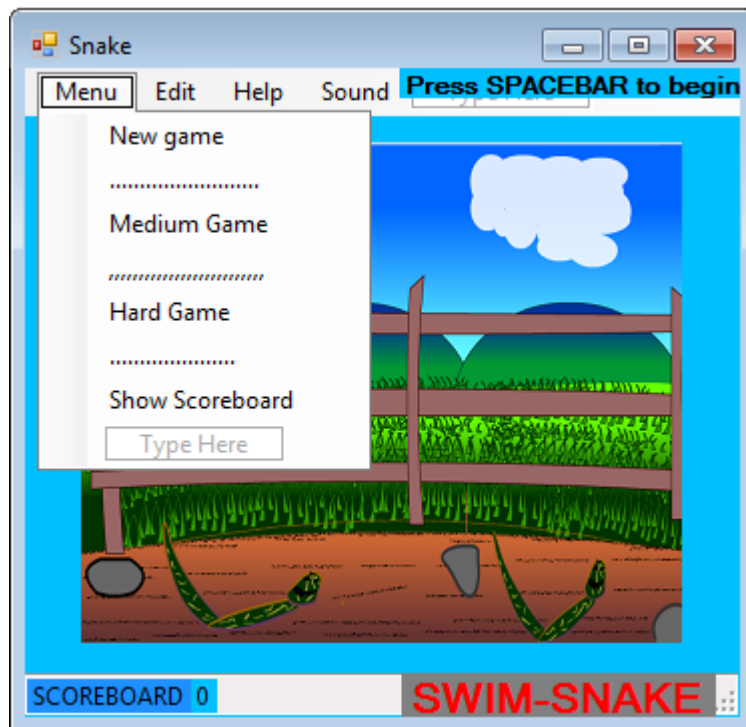 Snake
Menu Edit Help Sound Press SPACEBAR to begin
New game
.........................
Medium Game
,,,,,,,,,,,,,,,,,,,,,,,,,,
Hard Game
.....................
Show Scoreboard
Type Here
SCOREBOARD 0 SWIM-SNAKE